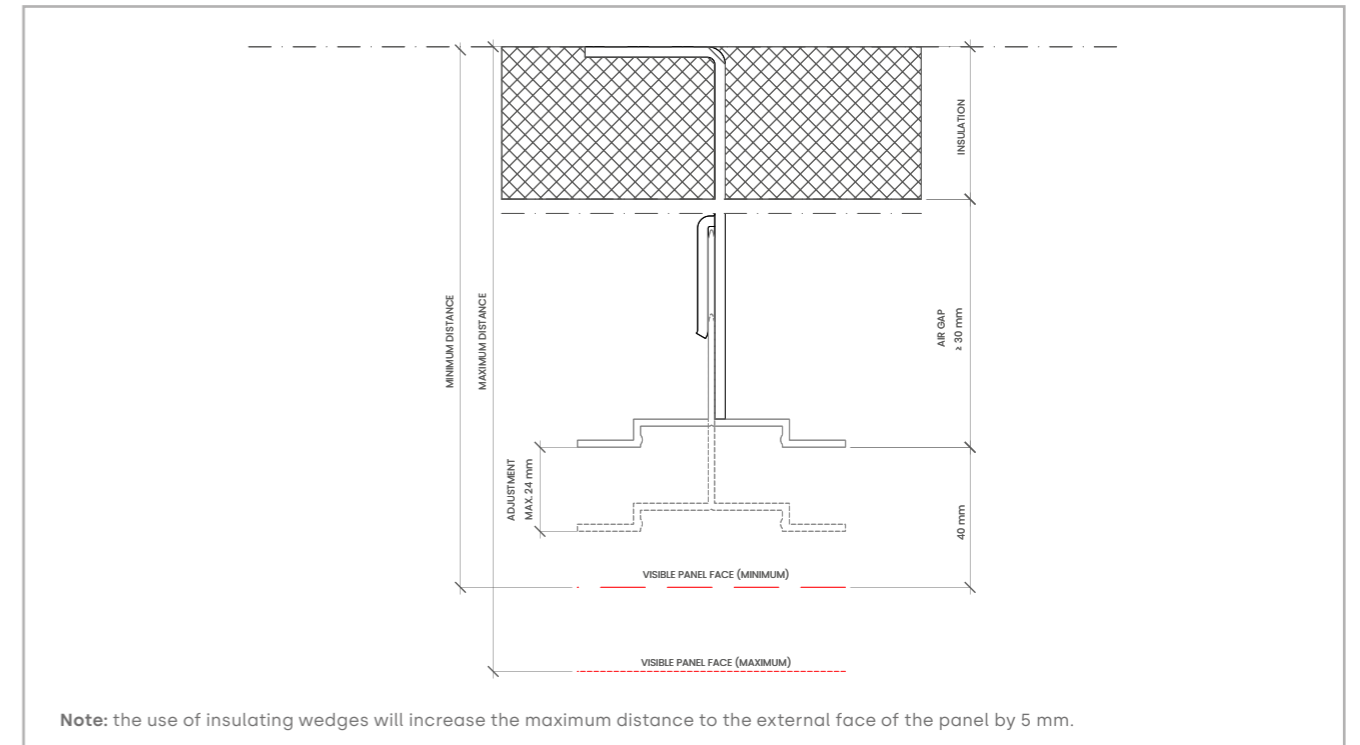 INSULATION
MINIMUM DISTANCE
MAXIMUM DISTANCE
AIR GAP
≥ 30 mm
ADJUSTMENT
MAX. 24 mm
40 mm
VISIBLE PANEL FACE (MINIMUM)
VISIBLE PANEL FACE (MAXIMUM)
Note: the use of insulating wedges will increase the maximum distance to the external face of the panel by 5 mm.